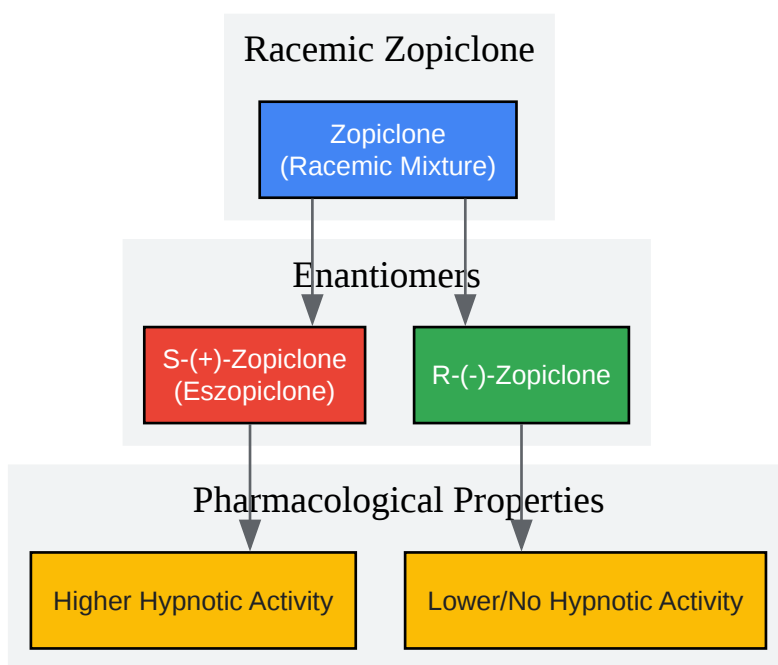 Racemic Zopiclone
Zopiclone
(Racemic Mixture)
Enantiomers
S-(+)-Zopiclone
(Eszopiclone)
R-(-)-Zopiclone
Pharmacological Properties
Higher Hypnotic Activity
Lower/No Hypnotic Activity